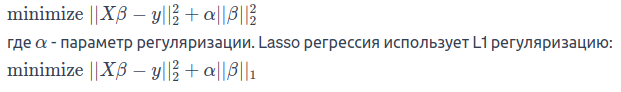 minimize ||Xβ − y||₂² + α||β||₂²
где α - параметр регуляризации. Lasso регрессия использует L1 регуляризацию:
minimize ||Xβ − y||₂² + α||β||₁